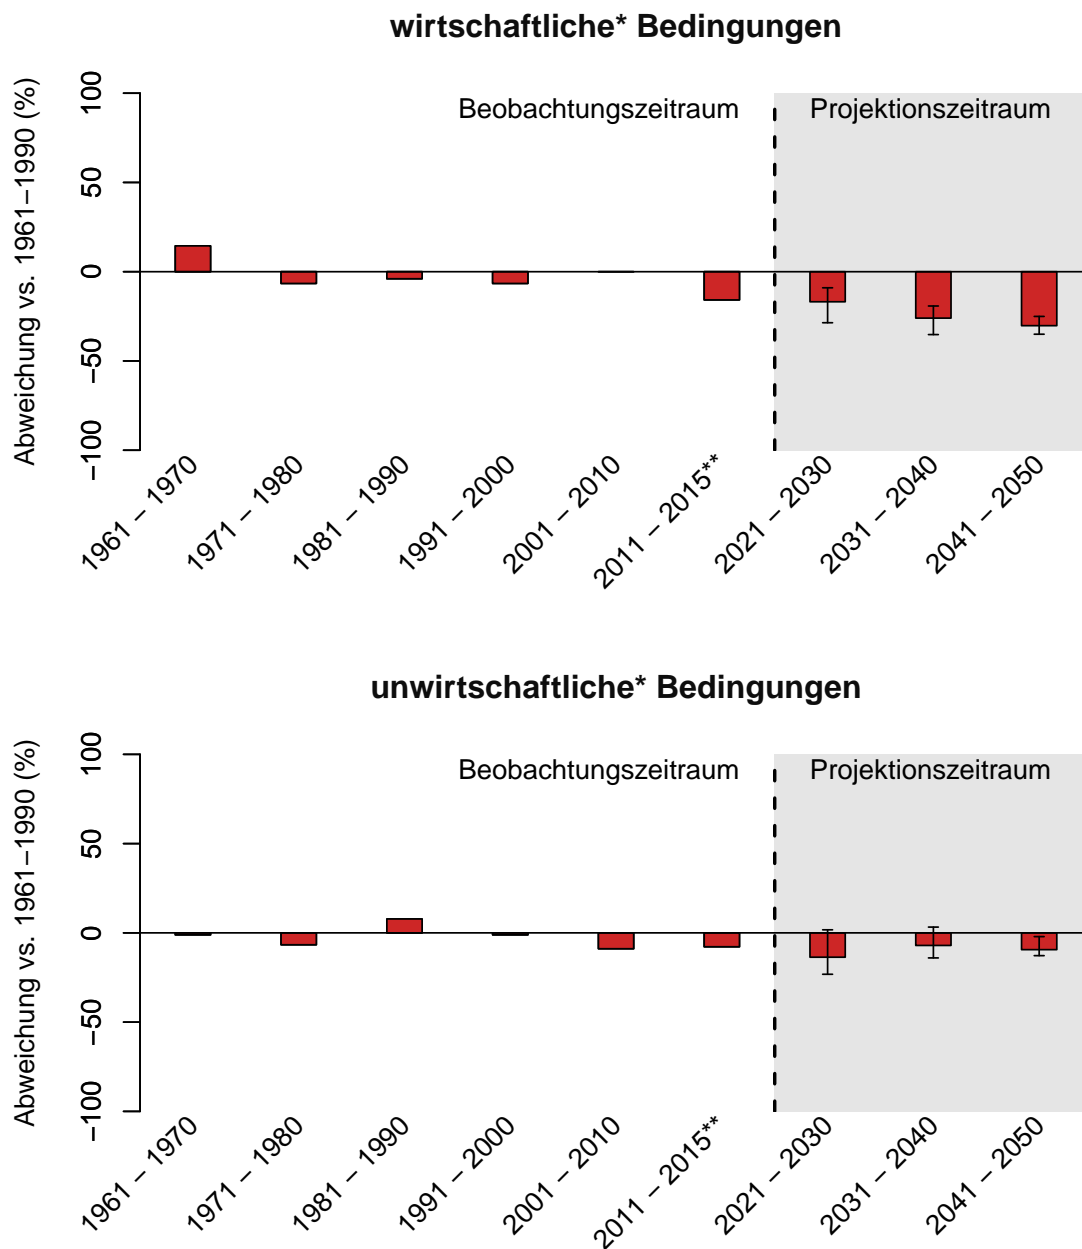 wirtschaftliche* Bedingungen
Abweichung vs. 1961−1990 (%)
100
50
0
−50
−100
Beobachtungszeitraum
Projektionszeitraum
1961 − 1970
1971 − 1980
1981 − 1990
1991 − 2000
2001 − 2010
2011 − 2015**
2021 − 2030
2031 − 2040
2041 − 2050
unwirtschaftliche* Bedingungen
Abweichung vs. 1961−1990 (%)
100
50
0
−50
−100
Beobachtungszeitraum
Projektionszeitraum
1961 − 1970
1971 − 1980
1981 − 1990
1991 − 2000
2001 − 2010
2011 − 2015**
2021 − 2030
2031 − 2040
2041 − 2050